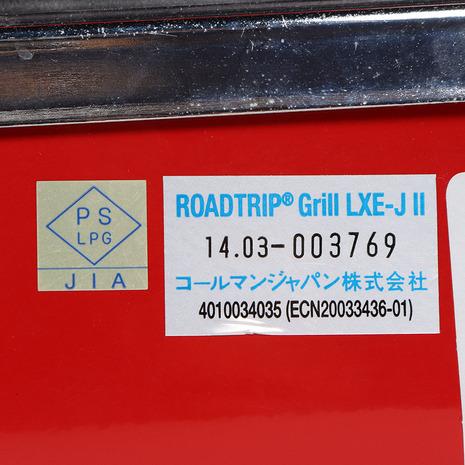 PS
LPG
JIA
ROADTRIP® Grill LXE-J II
14.03-003769
コールマンジャパン株式会社
4010034035 (ECN20033436-01)